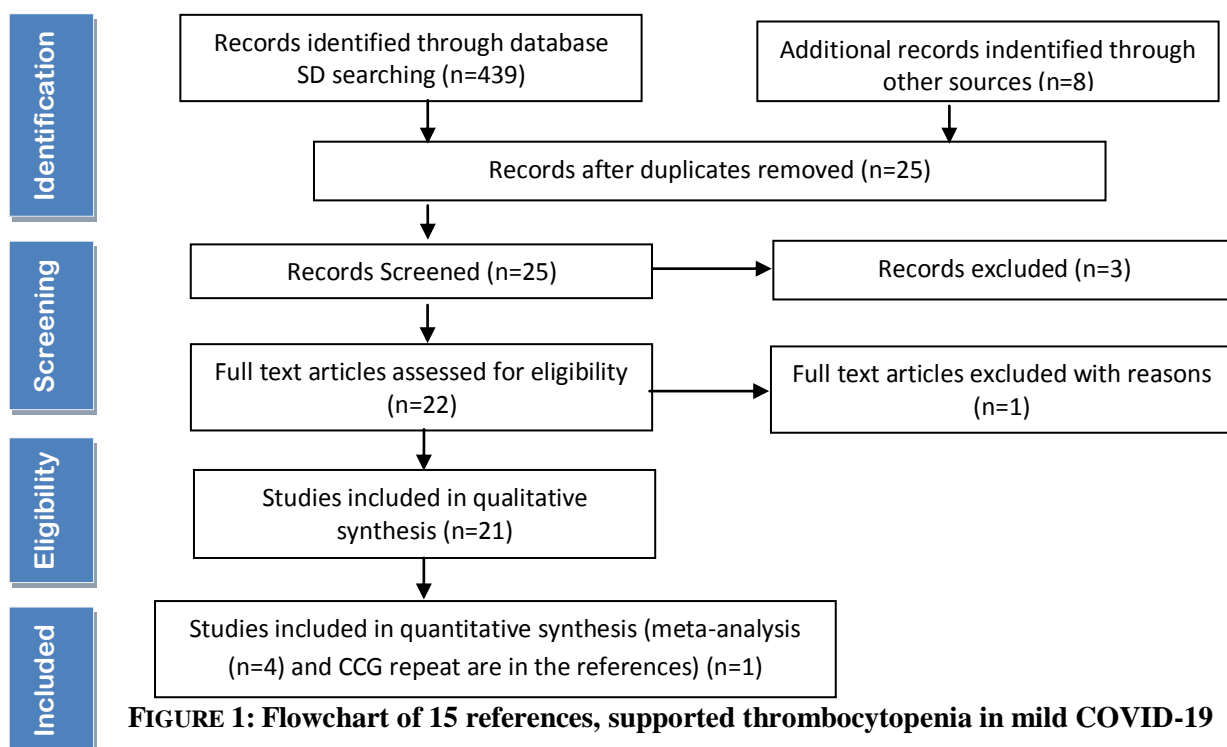 Identification
Records identified through database
SD searching (n=439)
Additional records indentified through
other sources (n=8)
Records after duplicates removed (n=25)
Screening
Records Screened (n=25)
Records excluded (n=3)
Full text articles assessed for eligibility
(n=22)
Full text articles excluded with reasons
(n=1)
Eligibility
Studies included in qualitative
synthesis (n=21)
Included
Studies included in quantitative synthesis (meta-analysis
(n=4) and CCG repeat are in the references) (n=1)
FIGURE 1: Flowchart of 15 references, supported thrombocytopenia in mild COVID-19